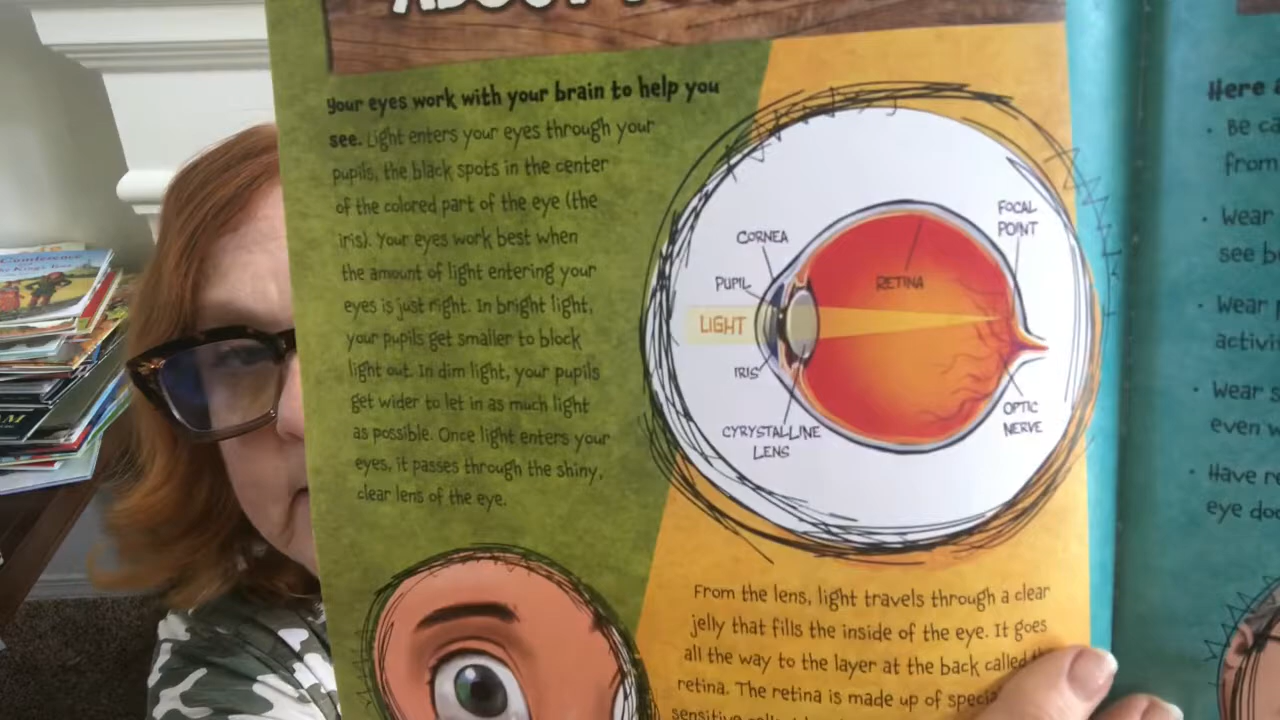 ABOUT
Your eyes work with your brain to help you
see. Light enters your eyes through your
pupils, the black spots in the center
of the colored part of the eye (the
iris). Your eyes work best when
the amount of light entering your
eyes is just right. In bright light,
your pupils get smaller to block
light out. In dim light, your pupils
get wider to let in as much light
as possible. Once light enters your
eyes, it passes through the shiny,
clear lens of the eye.
CORNEA
PUPIL
LIGHT
IRIS
CYRYSTALLINE
LENS
RETINA
FOCAL
POINT
OPTIC
NERVE
From the lens, light travels through a clear
jelly that fills the inside of the eye. It goes
all the way to the layer at the back called
retina. The retina is made up of
sensitive
Here
• Be
from
• Wear
see
• Wear
• Wear
even
• Have
eye